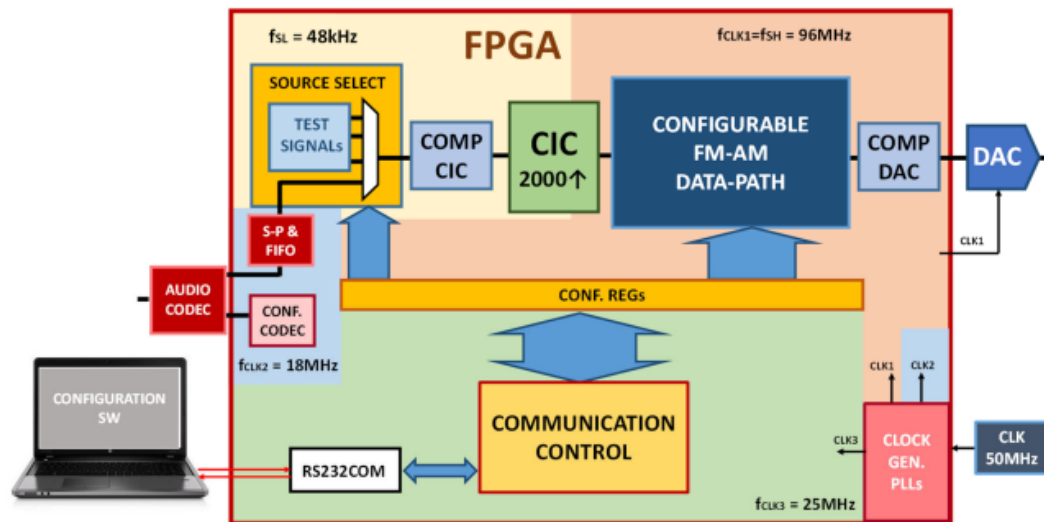 fSL = 48kHz
FPGA
fCLK1=fSH = 96MHz
SOURCE SELECT
TEST
SIGNALs
COMP
CIC
CIC
2000↑
CONFIGURABLE
FM-AM
DATA-PATH
COMP
DAC
DAC
CLK1
S-P &
FIFO
AUDIO
CODEC
CONF.
CODEC
CONF. REGs
fCLK2 = 18MHz
CONFIGURATION
SW
COMMUNICATION
CONTROL
RS232COM
CLK1
CLK2
CLK3
CLOCK
GEN.
PLLs
CLK
50MHz
fCLK3 = 25MHz